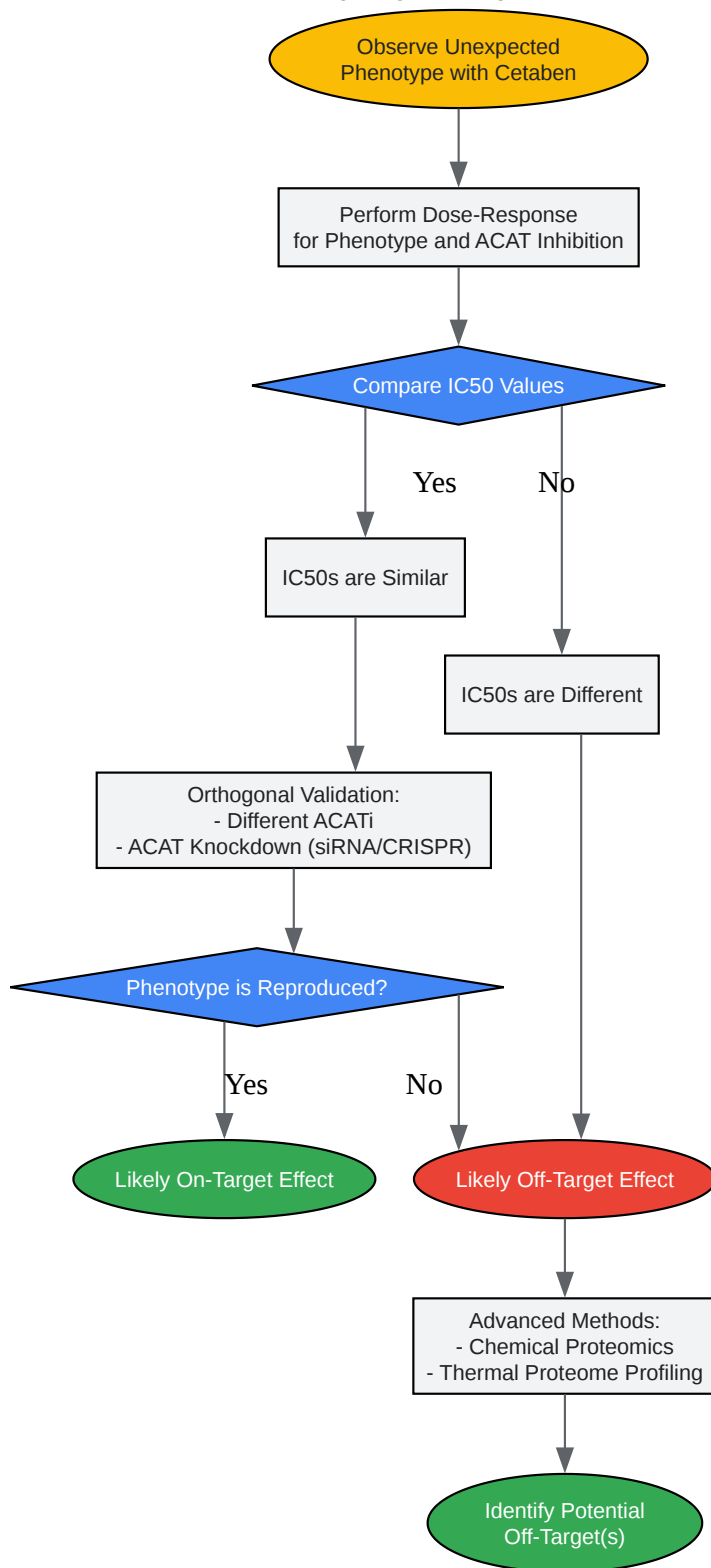 Observe Unexpected
Phenotype with Cetaben
Perform Dose-Response
for Phenotype and ACAT Inhibition
Compare IC50 Values
Yes
No
IC50s are Similar
IC50s are Different
Orthogonal Validation:
- Different ACATi
- ACAT Knockdown (siRNA/CRISPR)
Phenotype is Reproduced?
Yes
No
Likely On-Target Effect
Likely Off-Target Effect
Advanced Methods:
- Chemical Proteomics
- Thermal Proteome Profiling
Identify Potential
Off-Target(s)